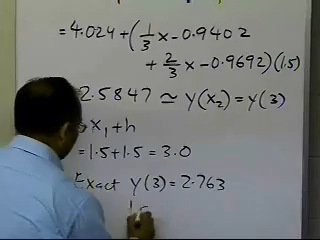 =4.024+(1/3 x-0.9402
+ 2/3 x-0.9692)(1.5)
2.5847 ≃ y(x₂)=y(3)
x₁+h
=1.5+1.5=3.0
Exact y(3)=2.763